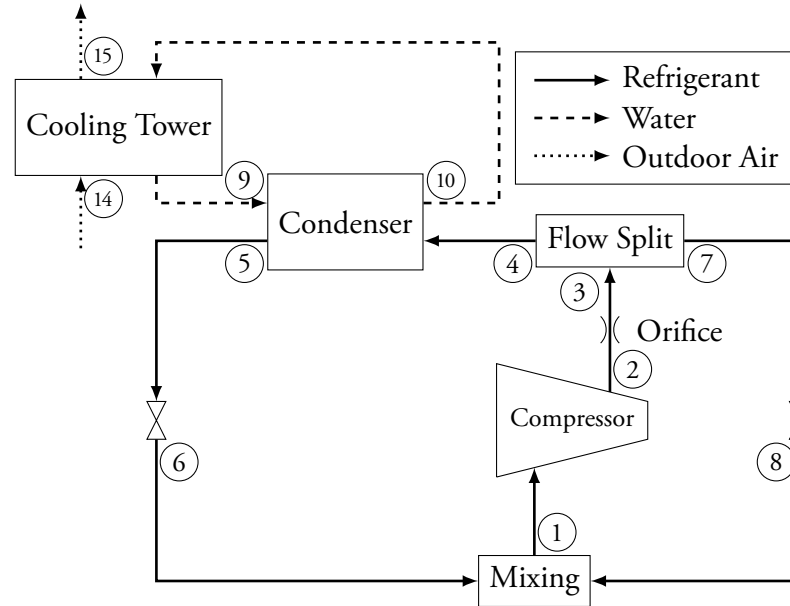 15
Refrigerant
Cooling Tower
Water
Outdoor Air
14
9
10
Condenser
Flow Split
5
4
7
3
Orifice
2
Compressor
6
8
1
Mixing